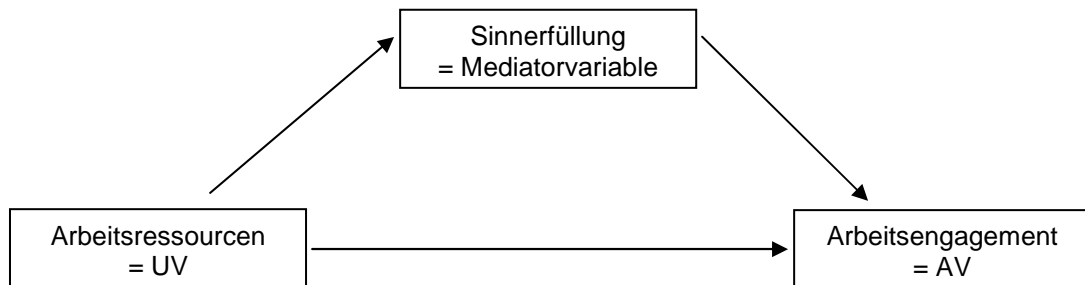 Sinnerfüllung
= Mediatorvariable
Arbeitsressourcen
= UV
Arbeitsengagement
= AV